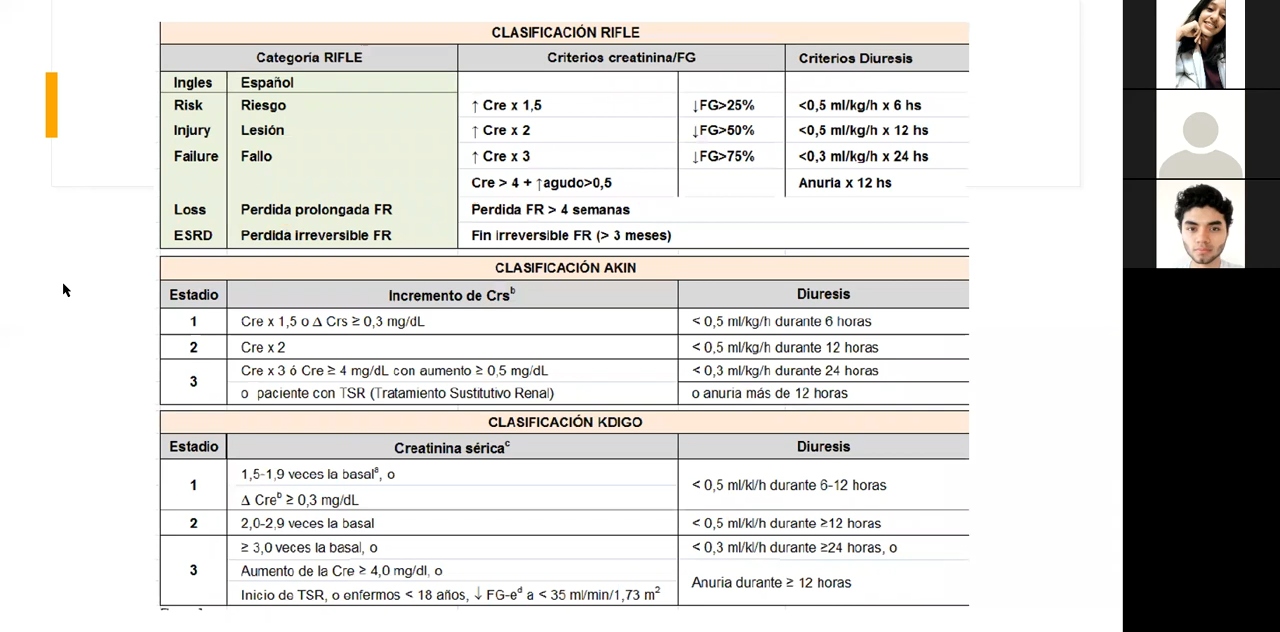 CLASIFICACIÓN RIFLE
Categoría RIFLE Criterios creatinina/FG Criterios Diuresis
Ingles Español
Risk Riesgo ↑ Cre x 1,5 ↓FG>25% <0,5 ml/kg/h x 6 hs
Injury Lesión ↑ Cre x 2 ↓FG>50% <0,5 ml/kg/h x 12 hs
Failure Fallo ↑ Cre x 3 ↓FG>75% <0,3 ml/kg/h x 24 hs
Cre > 4 + ↑agudo>0,5 Anuria x 12 hs
Loss Perdida prolongada FR Perdida FR > 4 semanas
ESRD Perdida irreversible FR Fin irreversible FR (> 3 meses)
CLASIFICACIÓN AKIN
Estadio Incremento de Crsᵇ Diuresis
1 Cre x 1,5 o Δ Crs ≥ 0,3 mg/dL < 0,5 ml/kg/h durante 6 horas
2 Cre x 2 < 0,5 ml/kg/h durante 12 horas
3 Cre x 3 ó Cre ≥ 4 mg/dL con aumento ≥ 0,5 mg/dL < 0,3 ml/kg/h durante 24 horas
o paciente con TSR (Tratamiento Sustitutivo Renal) o anuria más de 12 horas
CLASIFICACIÓN KDIGO
Estadio Creatinina séricaᶜ Diuresis
1 1,5-1,9 veces la basalᵃ, o < 0,5 ml/kl/h durante 6-12 horas
Δ Creᵇ ≥ 0,3 mg/dL
2 2,0-2,9 veces la basal < 0,5 ml/kl/h durante ≥12 horas
3 ≥ 3,0 veces la basal, o < 0,3 ml/kl/h durante ≥24 horas, o
Aumento de la Cre ≥ 4,0 mg/dl, o Anuria durante ≥ 12 horas
Inicio de TSR, o enfermos < 18 años, ↓ FG-eᵈ a < 35 ml/min/1,73 m²